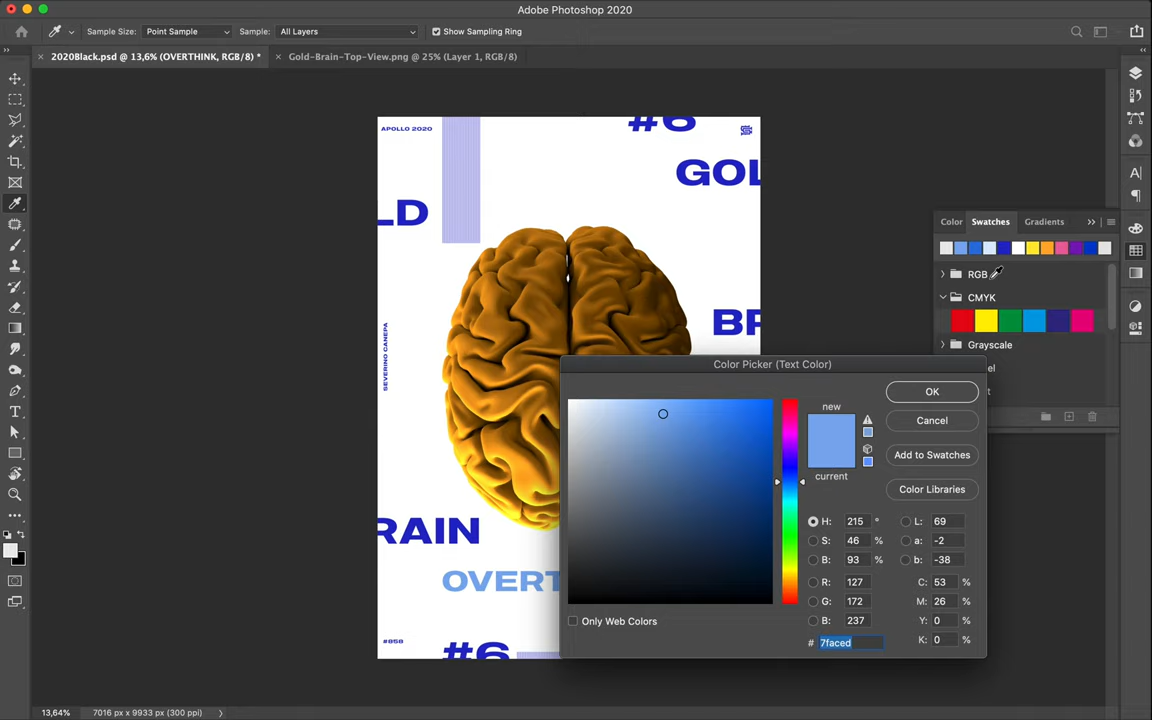 Adobe Photoshop 2020
Sample Size: Point Sample Sample: All Layers Show Sampling Ring
2020Black.psd @ 13,6% (OVERTHINK, RGB/8) * Gold-Brain-Top-View.png @ 25% (Layer 1, RGB/8)
APOLLO 2020
#6
GOL
LD
BR
SEVERINO CANEPA
RAIN
OVERT
#858
#6
Color Swatches Gradients
RGB
CMYK
Grayscale
Color Picker (Text Color)
new
current
OK
Cancel
Add to Swatches
Color Libraries
H: 215 ° L: 69
S: 46 % a: -2
B: 93 % b: -38
R: 127 C: 53 %
G: 172 M: 26 %
B: 237 Y: 0 %
# 7faced K: 0 %
Only Web Colors
13,64% 7016 px x 9933 px (300 ppi)